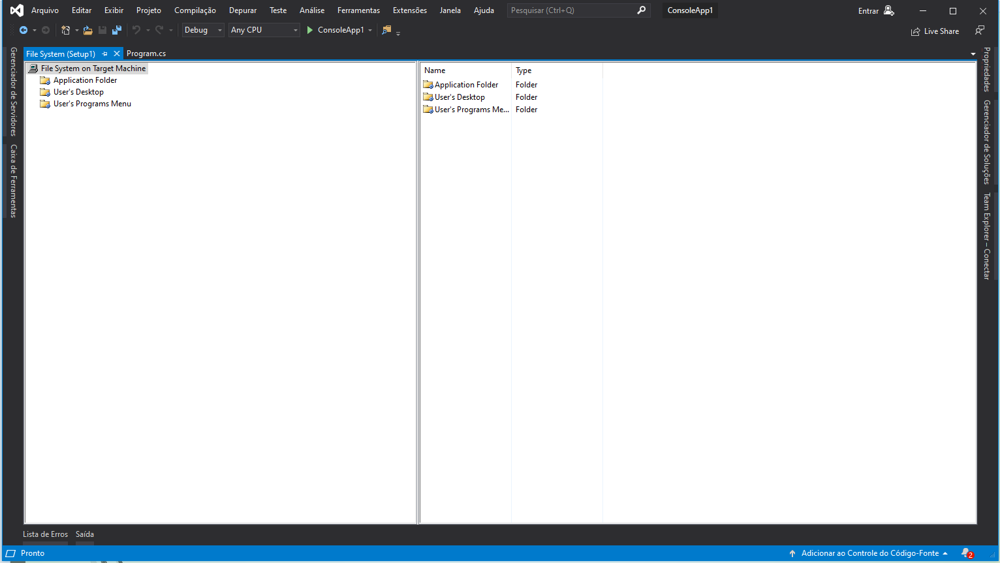 Arquivo Editar Exibir Projeto Compilação Depurar Teste Análise Ferramentas Extensões Janela Ajuda Pesquisar (Ctrl+Q) ConsoleApp1 Entrar
Debug Any CPU ConsoleApp1 Live Share
File System (Setup1) Program.cs
File System on Target Machine
Application Folder
User's Desktop
User's Programs Menu
Name Type
Application Folder Folder
User's Desktop Folder
User's Programs Me... Folder
Gerenciador de Servidores
Caixa de Ferramentas
Propriedades
Gerenciador de Soluções
Team Explorer – Conectar
Lista de Erros Saída
Pronto Adicionar ao Controle do Código-Fonte 2